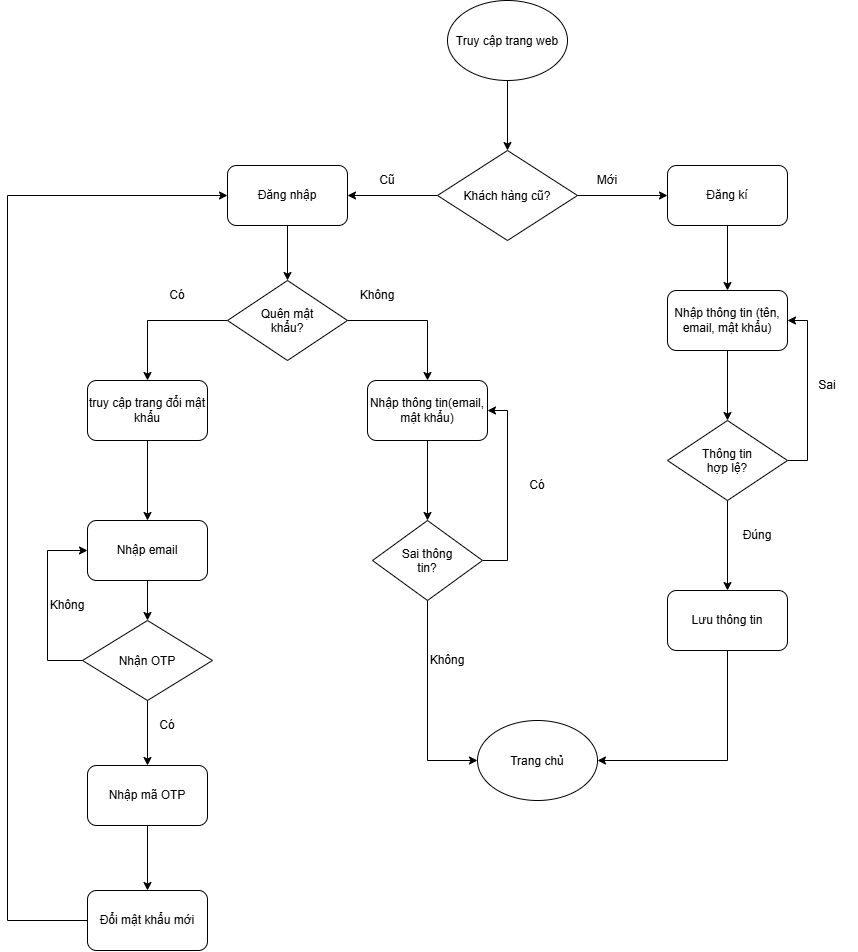 Truy cập trang web
Cũ
Mới
Đăng nhập
Khách hàng cũ?
Đăng kí
Có
Không
Quên mật
khẩu?
Nhập thông tin (tên,
email, mật khẩu)
Sai
truy cập trang đổi mật
khẩu
Nhập thông tin(email,
mật khẩu)
Thông tin
hợp lệ?
Có
Đúng
Nhập email
Sai thông
tin?
Không
Lưu thông tin
Nhận OTP
Không
Có
Trang chủ
Nhập mã OTP
Đổi mật khẩu mới